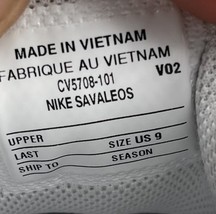 MADE IN VIETNAM
FABRIQUE AU VIETNAM
CV5708-101 V02
NIKE SAVALEOS
UPPER
LAST SIZE US 9
SHIP TO SEASON